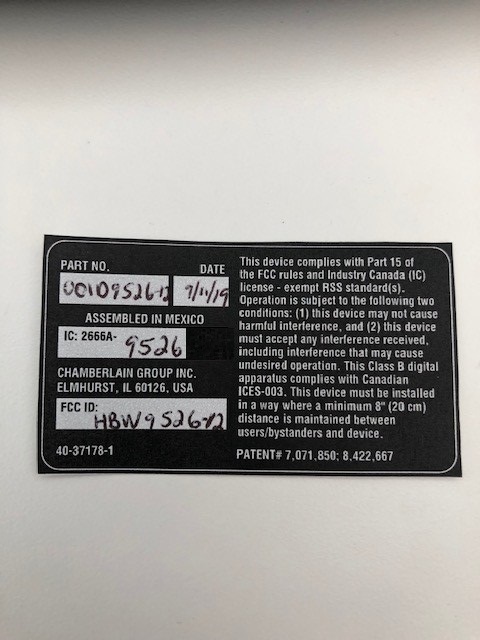 PART NO. DATE
00109526-12 9/11/19
ASSEMBLED IN MEXICO
IC: 2666A- 9526
CHAMBERLAIN GROUP INC.
ELMHURST, IL 60126, USA
FCC ID:
HBW9526-12
40-37178-1
This device complies with Part 15 of
the FCC rules and Industry Canada (IC)
license - exempt RSS standard(s).
Operation is subject to the following two
conditions: (1) this device may not cause
harmful interference, and (2) this device
must accept any interference received,
including interference that may cause
undesired operation. This Class B digital
apparatus complies with Canadian
ICES-003. This device must be installed
in a way where a minimum 8" (20 cm)
distance is maintained between
users/bystanders and device.
PATENT# 7,071,850; 8,422,667